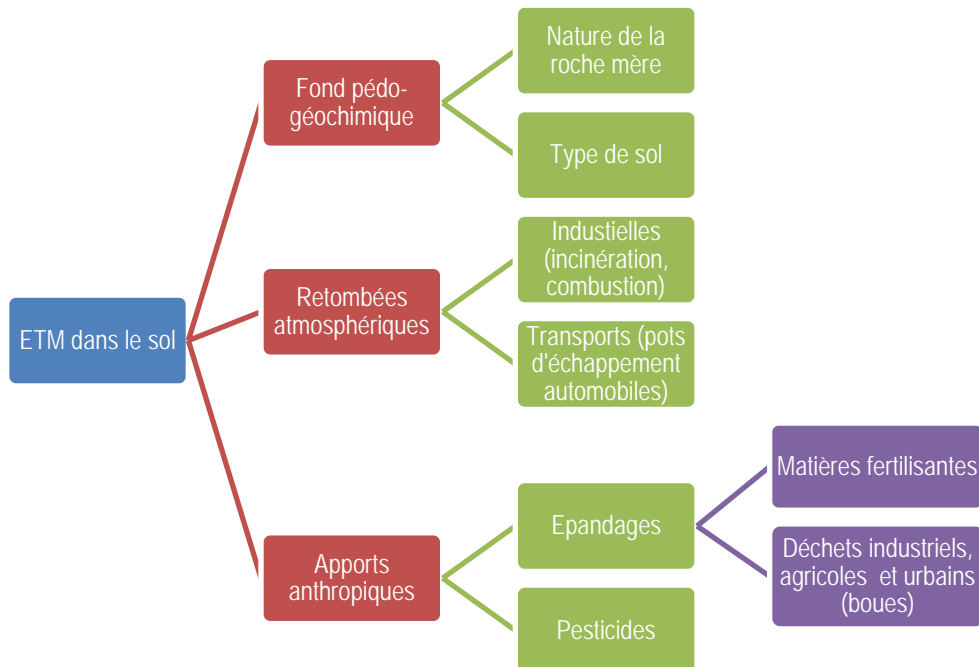 Nature de la
roche mère
Fond pédo-
géochimique
Type de sol
Industielles
(incinération,
combustion)
Retombées
atmosphériques
ETM dans le sol
Transports (pots
d'échappement
automobiles)
Matières fertilisantes
Epandages
Apports
anthropiques
Déchets industriels,
agricoles et urbains
(boues)
Pesticides